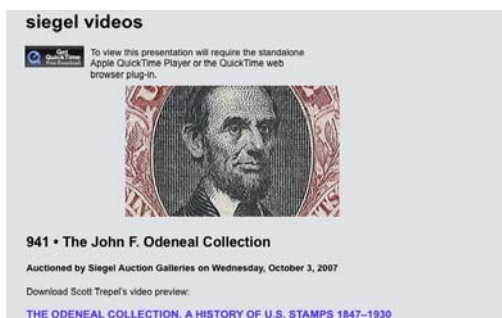 siegel videos
Get
QuickTime
Free Download
To view this presentation will require the standalone
Apple QuickTime Player or the QuickTime web
browser plug-in.
941 • The John F. Odeneal Collection
Auctioned by Siegel Auction Galleries on Wednesday, October 3, 2007
Download Scott Trepel's video preview:
THE ODENEAL COLLECTION, A HISTORY OF U.S. STAMPS 1847–1930